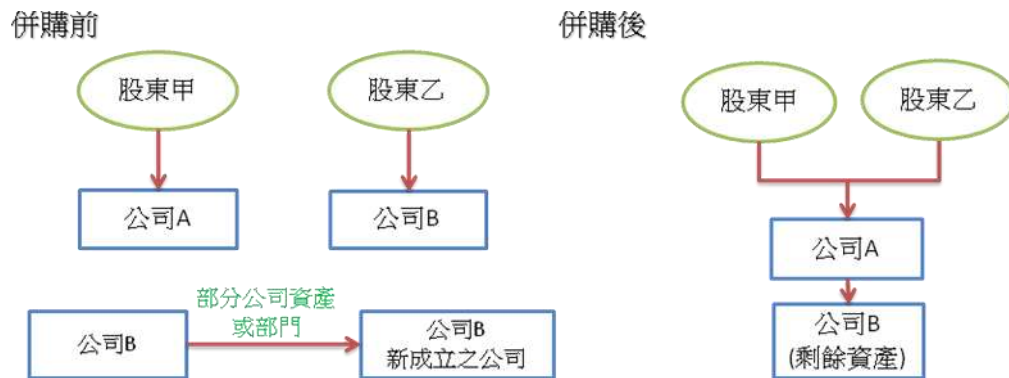 併購前
併購後
股東甲
股東乙
股東甲
股東乙
公司A
公司B
公司A
部分公司資產
或部門
公司B
公司B
新成立之公司
公司B
(剩餘資產)